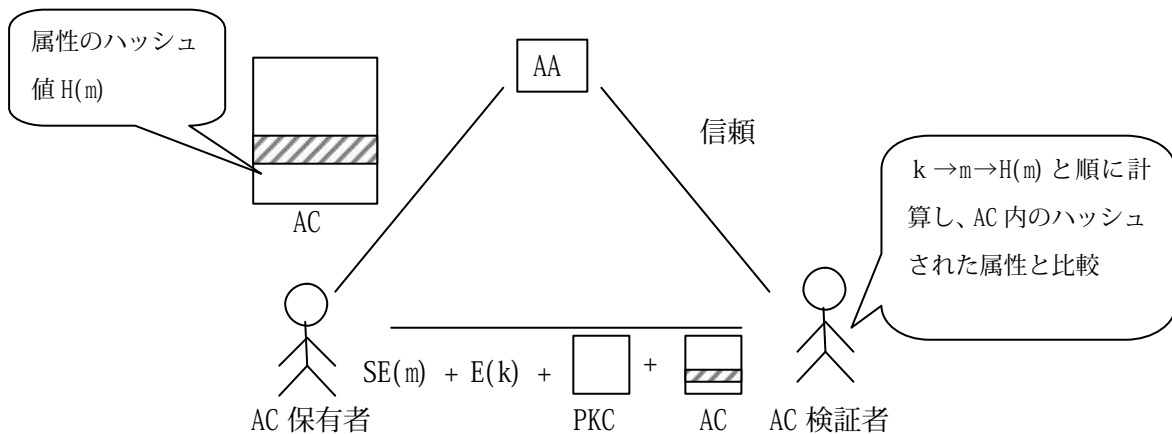 属性のハッシュ
値 H(m)
AA
信頼
k→m→H(m) と順に計
算し、AC 内のハッシュ
された属性と比較
AC
SE(m) + E(k) + +
AC 保有者 PKC AC AC 検証者